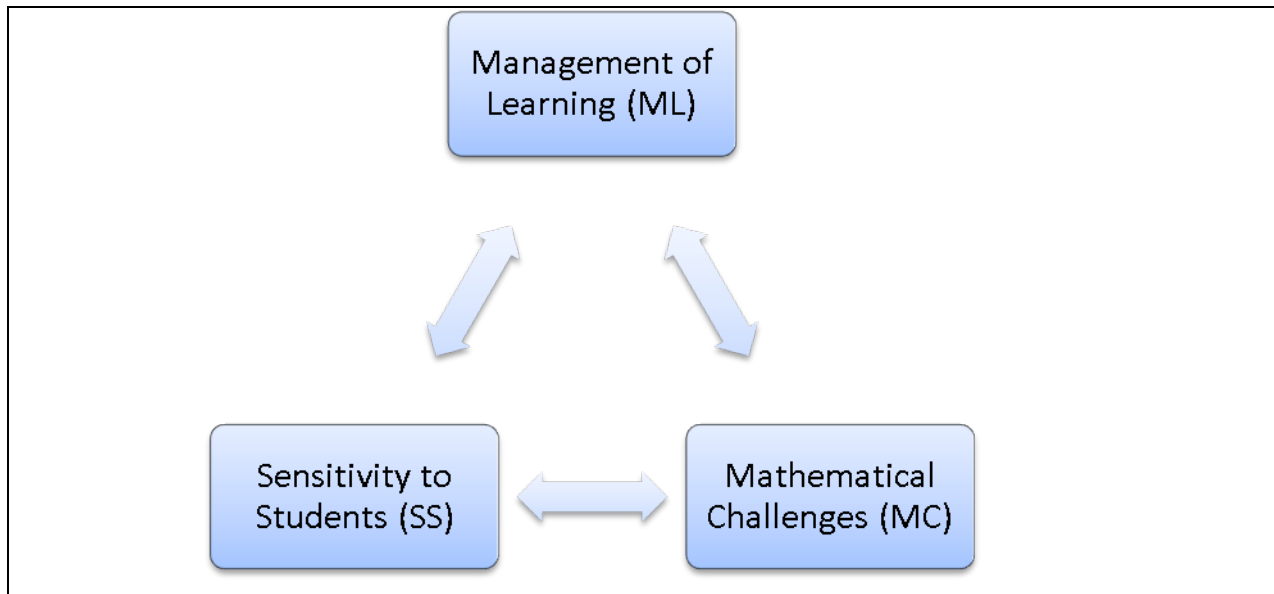 Management of
Learning (ML)
Sensitivity to
Students (SS)
Mathematical
Challenges (MC)